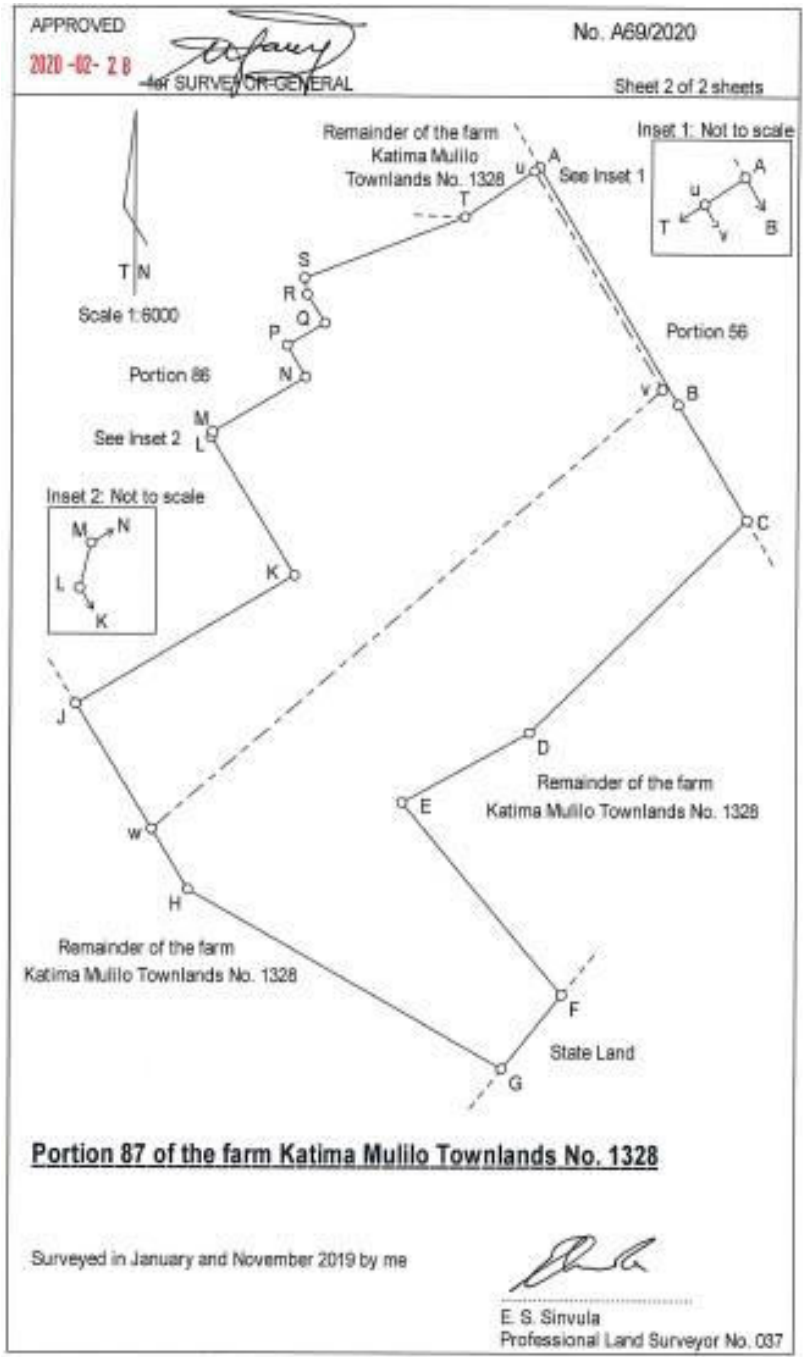 APPROVED
No. A69/2020
2020-02-28
for SURVEYOR-GENERAL
Sheet 2 of 2 sheets
Remainder of the farm
Katima Mulilo
Townlands No. 1328
Inset 1: Not to scale
A
u
See Inset 1
T
A
u
T
v
B
T N
Scale 1:6000
S
R
Q
P
N
Portion 56
Portion 86
v
B
M
L
See Inset 2
Inset 2: Not to scale
M
N
L
K
C
K
J
D
E
Remainder of the farm
Katima Mulilo Townlands No. 1328
w
H
Remainder of the farm
Katima Mulilo Townlands No. 1328
F
State Land
G
Portion 87 of the farm Katima Mulilo Townlands No. 1328
Surveyed in January and November 2019 by me
E. S. Sinvula
Professional Land Surveyor No. 037